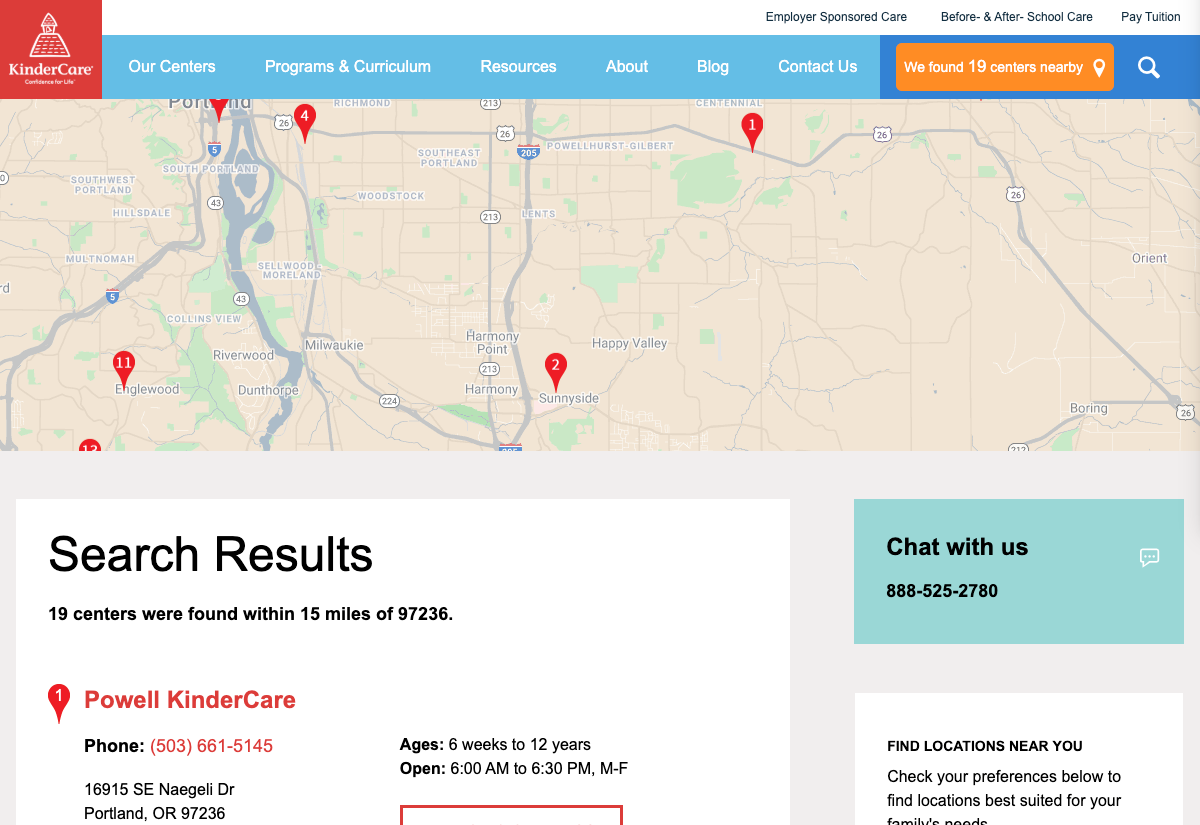 Employer Sponsored Care
Before- & After- School Care
Pay Tuition
KinderCare
Confidence for Life
Our Centers
Programs & Curriculum
Resources
About
Blog
Contact Us
We found 19 centers nearby
Portland
RICHMOND
213
CENTENNIAL
26
4
26
1
26
5
SOUTHEAST
PORTLAND
205
POWELLHURST-GILBERT
SOUTH PORTLAND
SOUTHWEST
PORTLAND
WOODSTOCK
26
43
HILLSDALE
213
LENTS
MULTNOMAH
SELLWOOD
MORELAND
Orient
5
43
COLLINS VIEW
Milwaukie
Harmony
Point
Happy Valley
Riverwood
11
2
213
Englewood
Dunthorpe
Harmony
Sunnyside
224
Boring
26
13
212
Search Results
19 centers were found within 15 miles of 97236.
1
Powell KinderCare
Phone: (503) 661-5145
16915 SE Naegeli Dr
Portland, OR 97236
Ages: 6 weeks to 12 years
Open: 6:00 AM to 6:30 PM, M-F
Chat with us
888-525-2780
FIND LOCATIONS NEAR YOU
Check your preferences below to
find locations best suited for your
family's needs